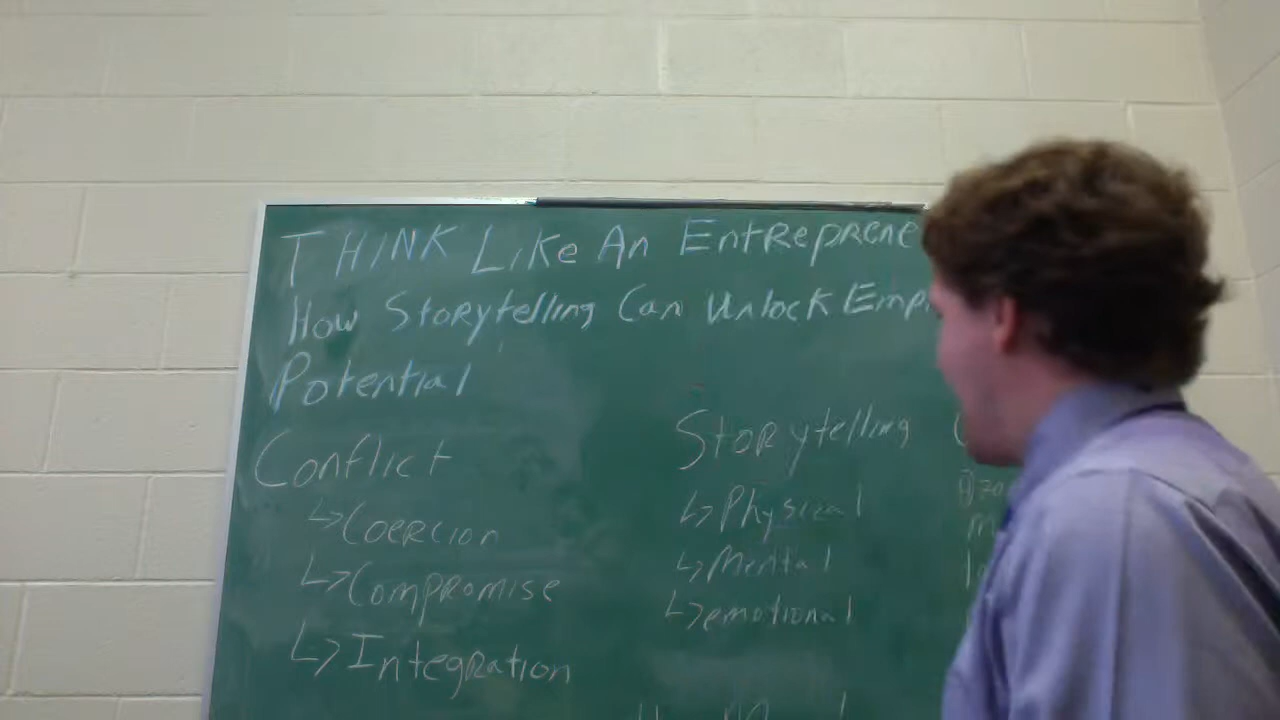 THINK Like An Entreprene
How Storytelling Can Unlock Emp
Potential
Conflict
↳Coercion
↳Compromise
↳Integration
Storytelling
↳Physical
↳Mental
↳emotional